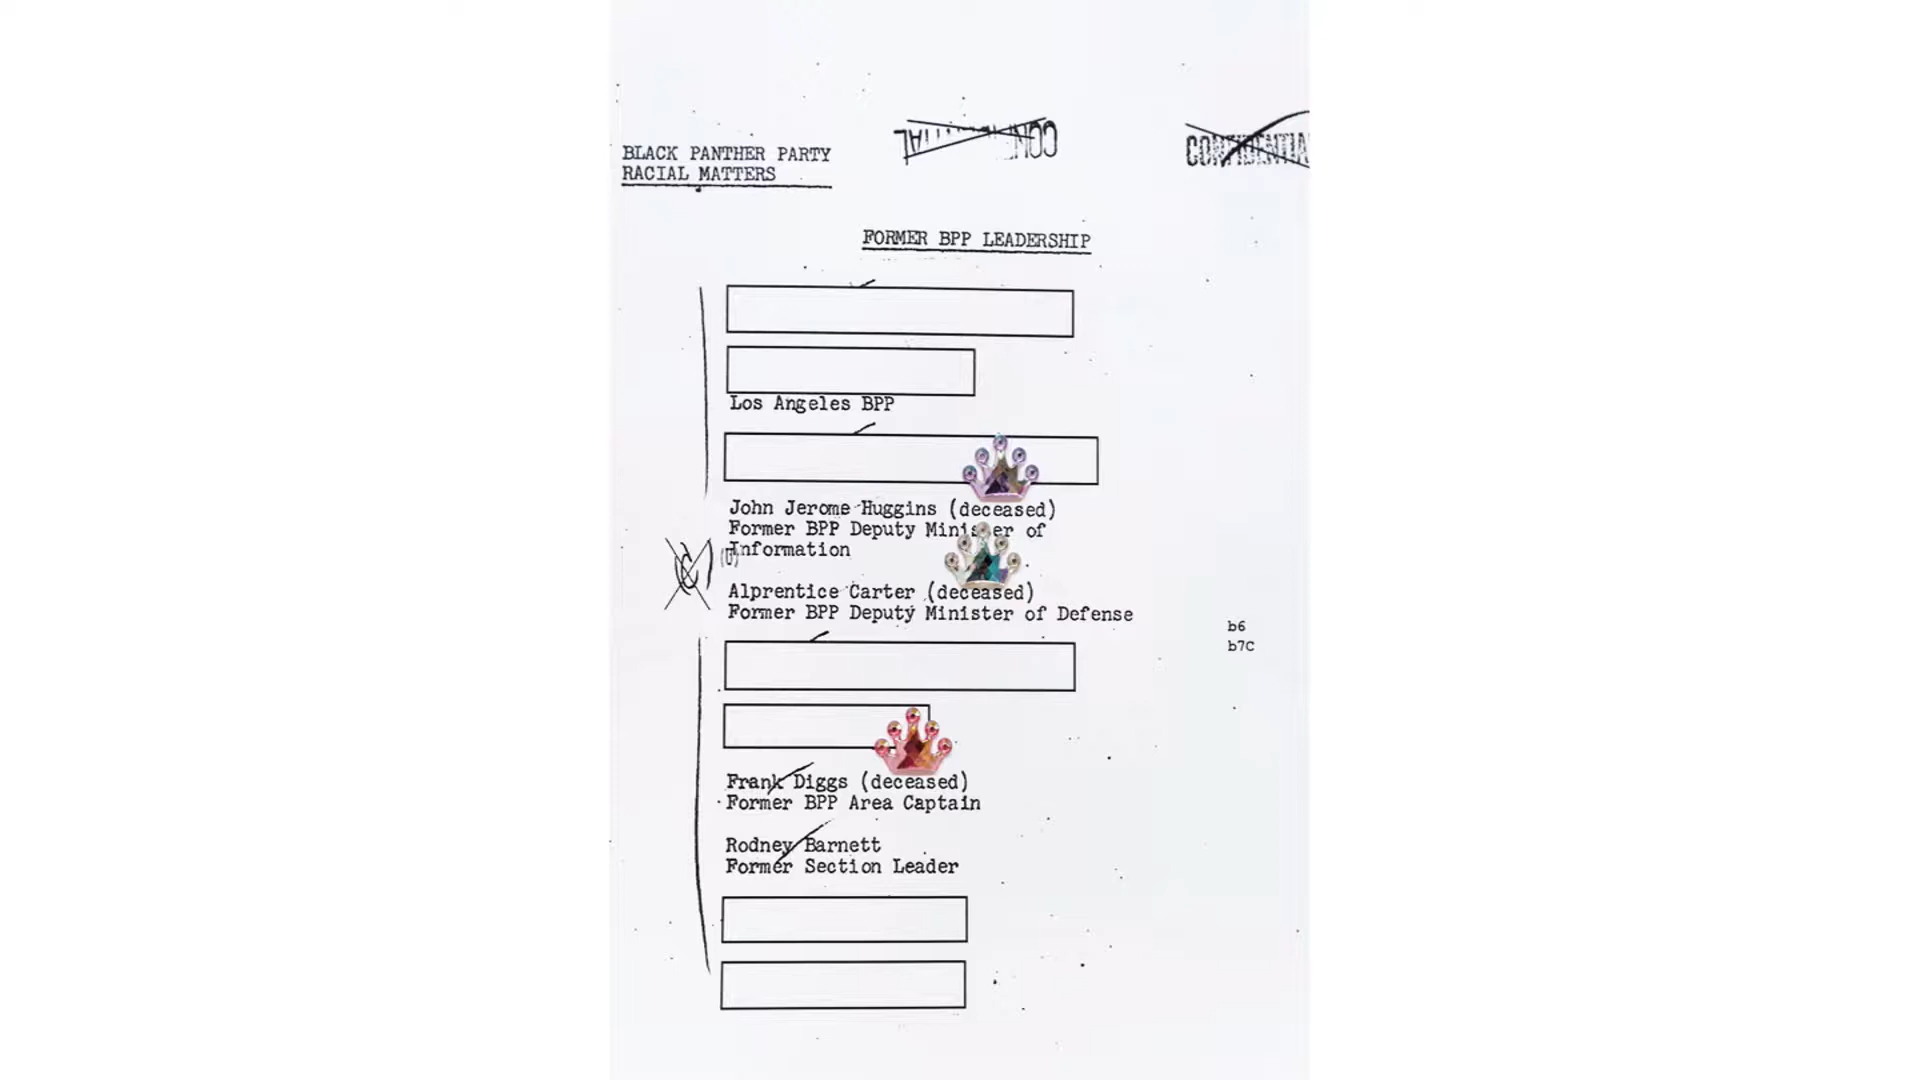 CONFIDENTIAL
CONFIDENTIA
BLACK PANTHER PARTY
RACIAL MATTERS
FORMER BPP LEADERSHIP
Los Angeles BPP
John Jerome Huggins (deceased)
Former BPP Deputy Minister of
Information
(U)
Alprentice Carter (deceased)
Former BPP Deputy Minister of Defense
b6
b7C
Frank Diggs (deceased)
Former BPP Area Captain
Rodney Barnett
Former Section Leader